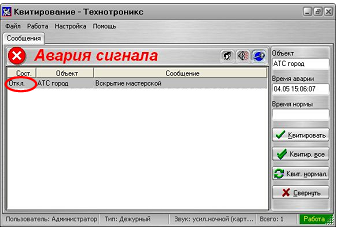 Квитирование - Технотроникс
Файл Работа Настройка Помощь
Сообщения
Авария сигнала
Сост. Объект Сообщение
Откл. АТС город Вскрытие мастерской
Объект
АТС город
Время аварии
04.05 15:06:07
Время нормы
Квитировать
Квитир. все
Квит. нормал.
Свернуть
Пользователь: Администратор Тип: Дежурный Звук: усил.ночной (карт... Всего: 1 Работа